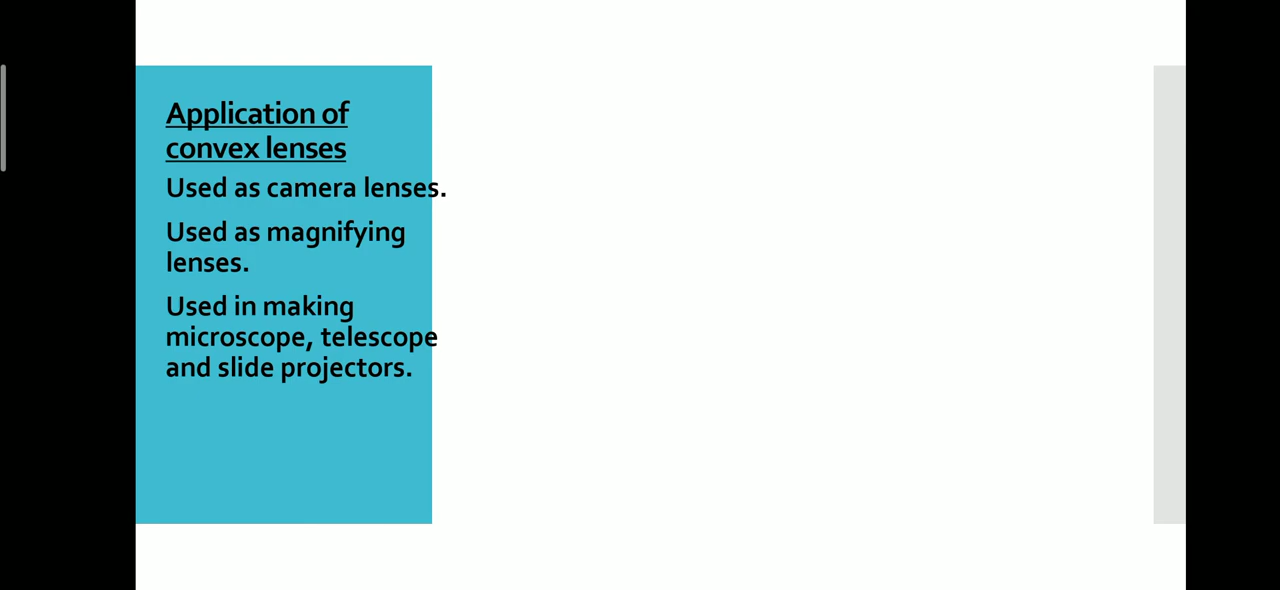 Application of
convex lenses
Used as camera lenses.
Used as magnifying
lenses.
Used in making
microscope, telescope
and slide projectors.